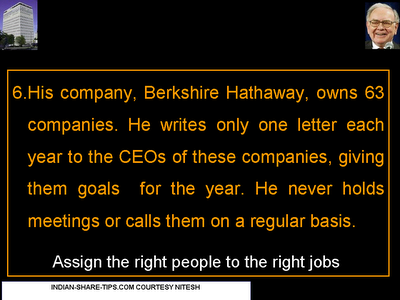 6.His company, Berkshire Hathaway, owns 63
companies. He writes only one letter each
year to the CEOs of these companies, giving
them goals for the year. He never holds
meetings or calls them on a regular basis.
Assign the right people to the right jobs
INDIAN-SHARE-TIPS.COM COURTESY NITESH